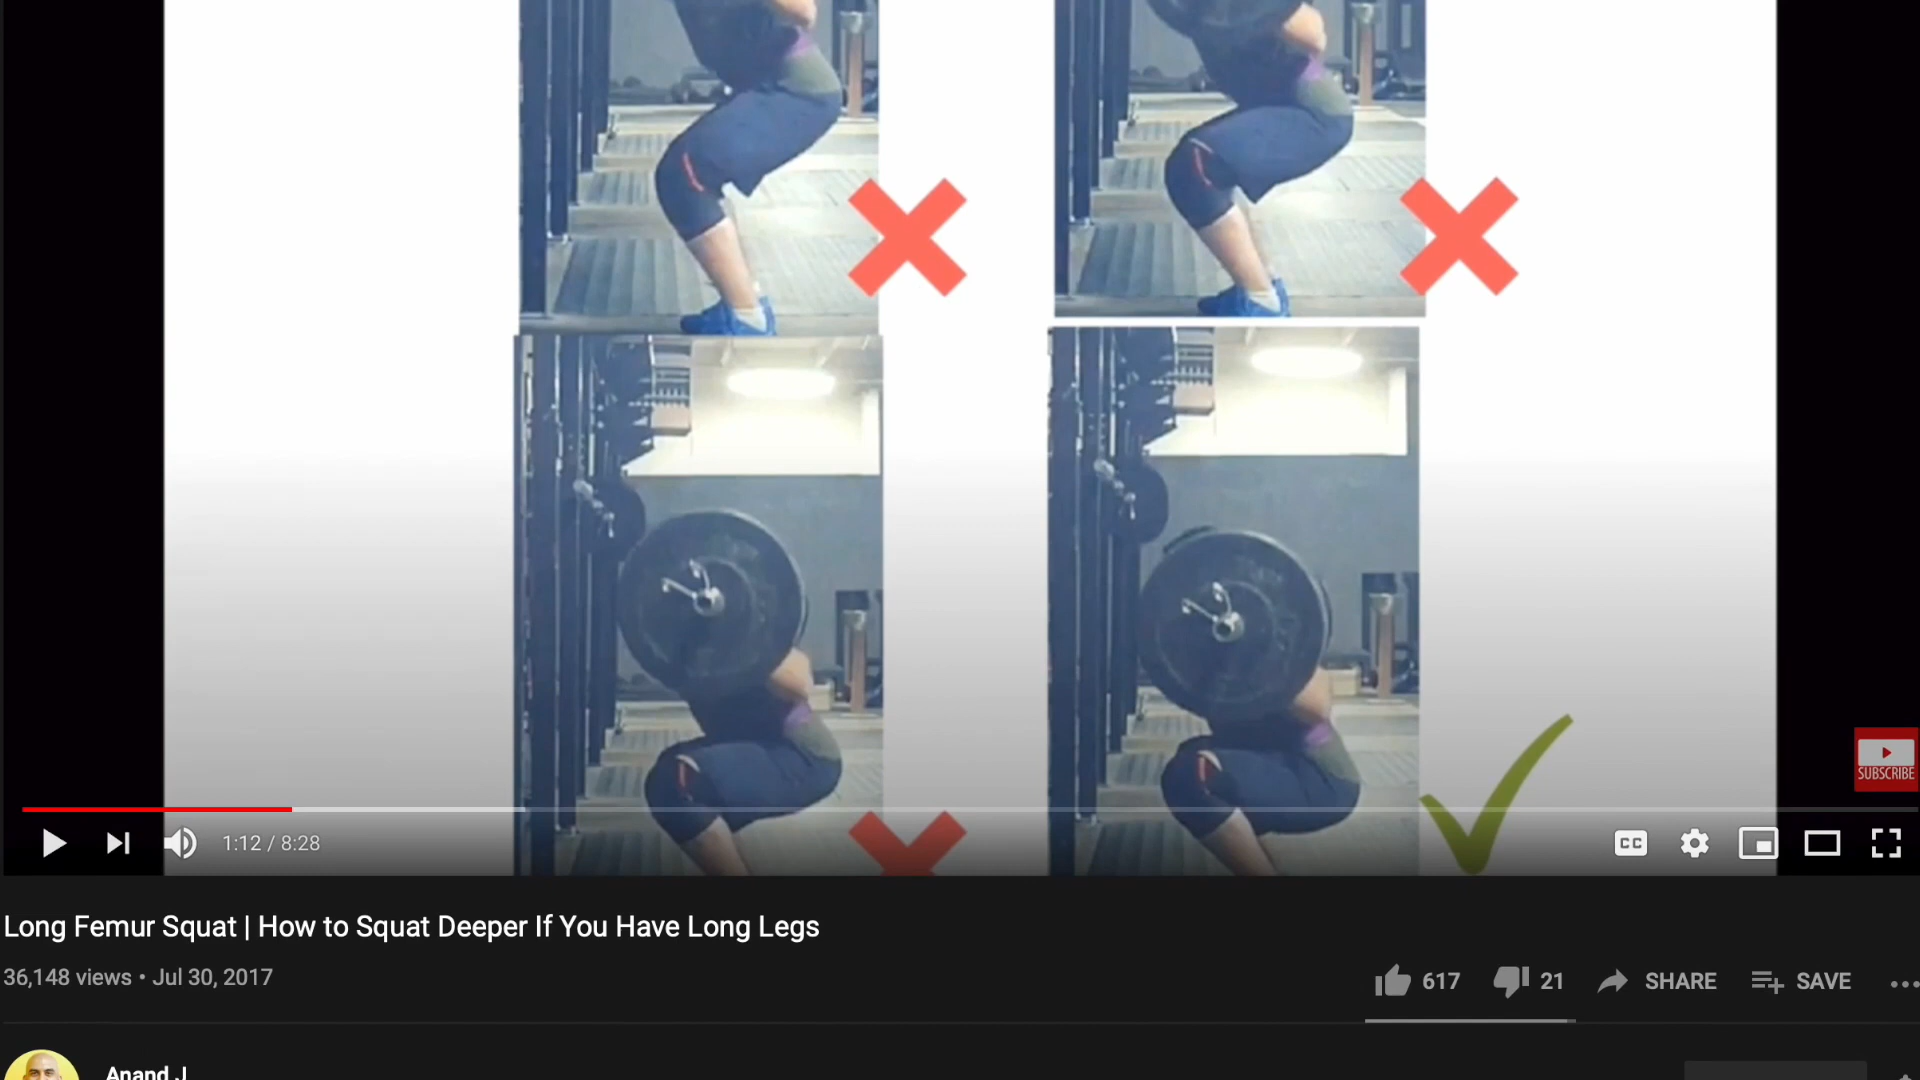 SUBSCRIBE
1:12 / 8:28
CC
Long Femur Squat | How to Squat Deeper If You Have Long Legs
36,148 views • Jul 30, 2017
617 21 SHARE SAVE
Anand J